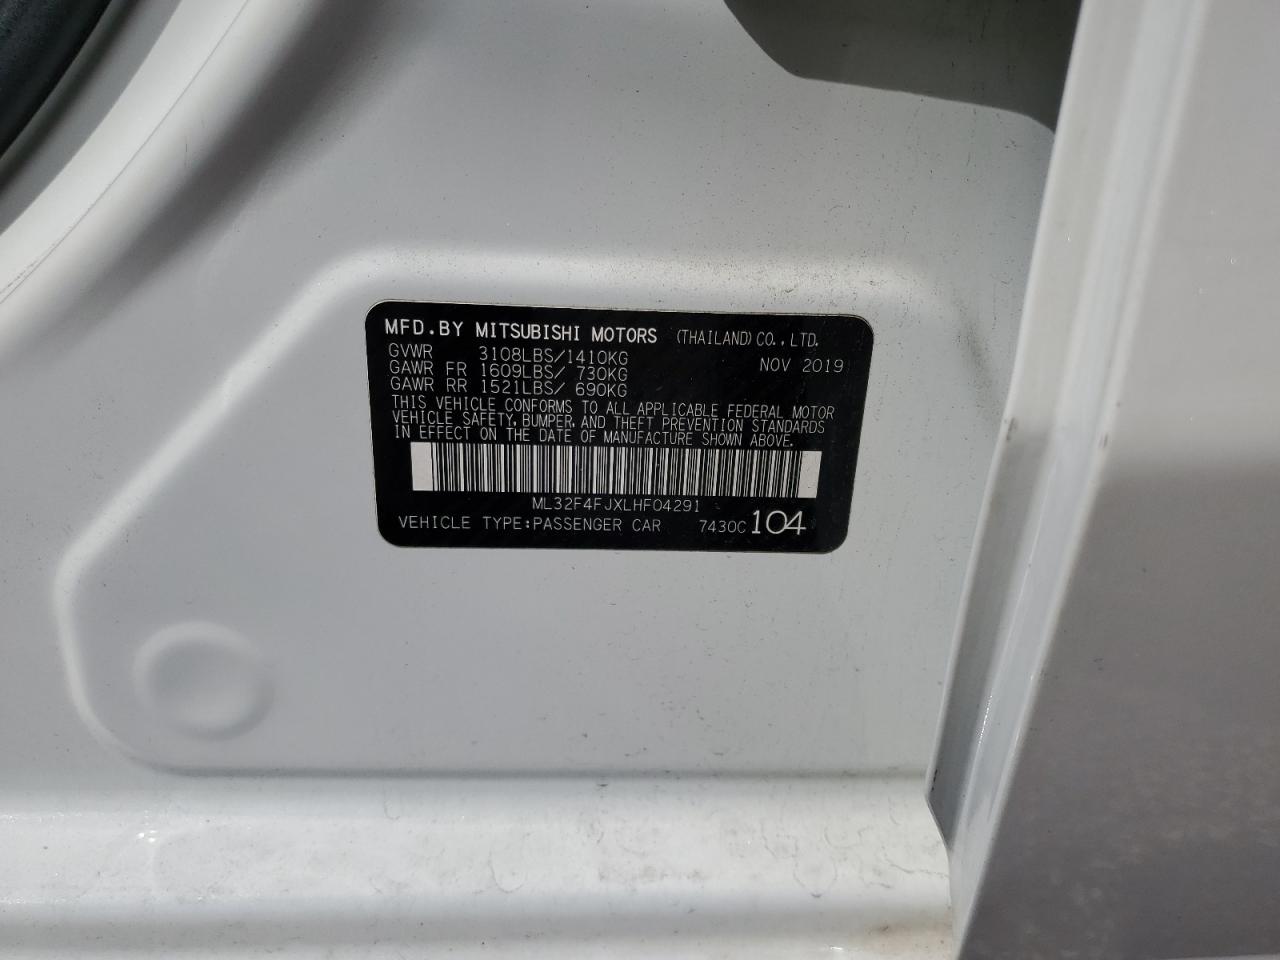 MFD.BY MITSUBISHI MOTORS (THAILAND)CO.,LTD.
GVWR 3108LBS/1410KG NOV 2019
GAWR FR 1609LBS/ 730KG
GAWR RR 1521LBS/ 690KG
THIS VEHICLE CONFORMS TO ALL APPLICABLE FEDERAL MOTOR
VEHICLE SAFETY, BUMPER, AND THEFT PREVENTION STANDARDS
IN EFFECT ON THE DATE OF MANUFACTURE SHOWN ABOVE.
ML32F4FJXLHF04291
VEHICLE TYPE:PASSENGER CAR 7430C 104